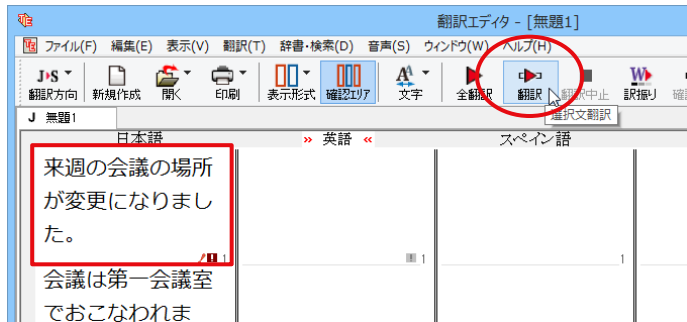 翻訳エディタ - [無題1]
ファイル(F) 編集(E) 表示(V) 翻訳(T) 辞書・検索(D) 音声(S) ウィンドウ(W) ヘルプ(H)
J▸S
翻訳方向 新規作成 開く 印刷 表示形式 確認エリア 文字 全翻訳 翻訳 翻訳中止 訳振り
選択文翻訳
J 無題1
日本語 » 英語 « スペイン語
来週の会議の場所
が変更になりまし
た。
1 1 1
会議は第一会議室
でおこなわれま